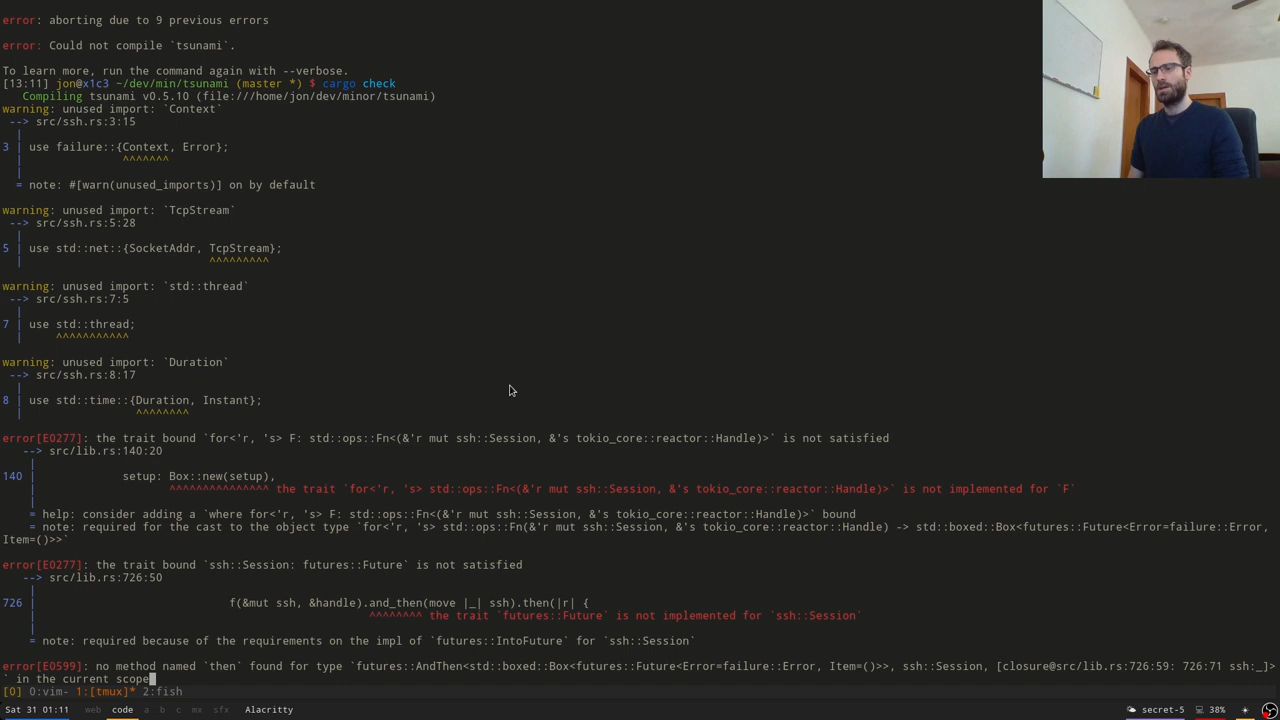 error: aborting due to 9 previous errors
error: Could not compile `tsunami`.
To learn more, run the command again with --verbose.
[13:11] jon@x1c3 ~/dev/min/tsunami (master *) $ cargo check
   Compiling tsunami v0.5.10 (file:///home/jon/dev/minor/tsunami)
warning: unused import: `Context`
 --> src/ssh.rs:3:15
  |
3 | use failure::{Context, Error};
  |               ^^^^^^^
  |
  = note: #[warn(unused_imports)] on by default
warning: unused import: `TcpStream`
 --> src/ssh.rs:5:28
  |
5 | use std::net::{SocketAddr, TcpStream};
  |                            ^^^^^^^^^
warning: unused import: `std::thread`
 --> src/ssh.rs:7:5
  |
7 | use std::thread;
  |     ^^^^^^^^^^^
warning: unused import: `Duration`
 --> src/ssh.rs:8:17
  |
8 | use std::time::{Duration, Instant};
  |                 ^^^^^^^^
error[E0277]: the trait bound `for<'r, 's> F: std::ops::Fn<(&'r mut ssh::Session, &'s tokio_core::reactor::Handle)>` is not satisfied
   --> src/lib.rs:140:20
    |
140 |             setup: Box::new(setup),
    |                    ^^^^^^^^^^^^^^^ the trait `for<'r, 's> std::ops::Fn<(&'r mut ssh::Session, &'s tokio_core::reactor::Handle)>` is not implemented for `F`
    |
    = help: consider adding a `where for<'r, 's> F: std::ops::Fn<(&'r mut ssh::Session, &'s tokio_core::reactor::Handle)>` bound
    = note: required for the cast to the object type `for<'r, 's> std::ops::Fn(&'r mut ssh::Session, &'s tokio_core::reactor::Handle) -> std::boxed::Box<futures::Future<Error=failure::Error,
Item=()>>`
error[E0277]: the trait bound `ssh::Session: futures::Future` is not satisfied
   --> src/lib.rs:726:50
    |
726 |                         f(&mut ssh, &handle).and_then(move |_| ssh).then(|r| {
    |                                              ^^^^^^^^ the trait `futures::Future` is not implemented for `ssh::Session`
    |
    = note: required because of the requirements on the impl of `futures::IntoFuture` for `ssh::Session`
error[E0599]: no method named `then` found for type `futures::AndThen<std::boxed::Box<futures::Future<Error=failure::Error, Item=()>>, ssh::Session, [closure@src/lib.rs:726:59: 726:71 ssh:_]>
` in the current scope
[0] 0:vim- 1:[tmux]* 2:fish
Sat 31 01:11 web code a b c mx sfx Alacritty secret-5 38%